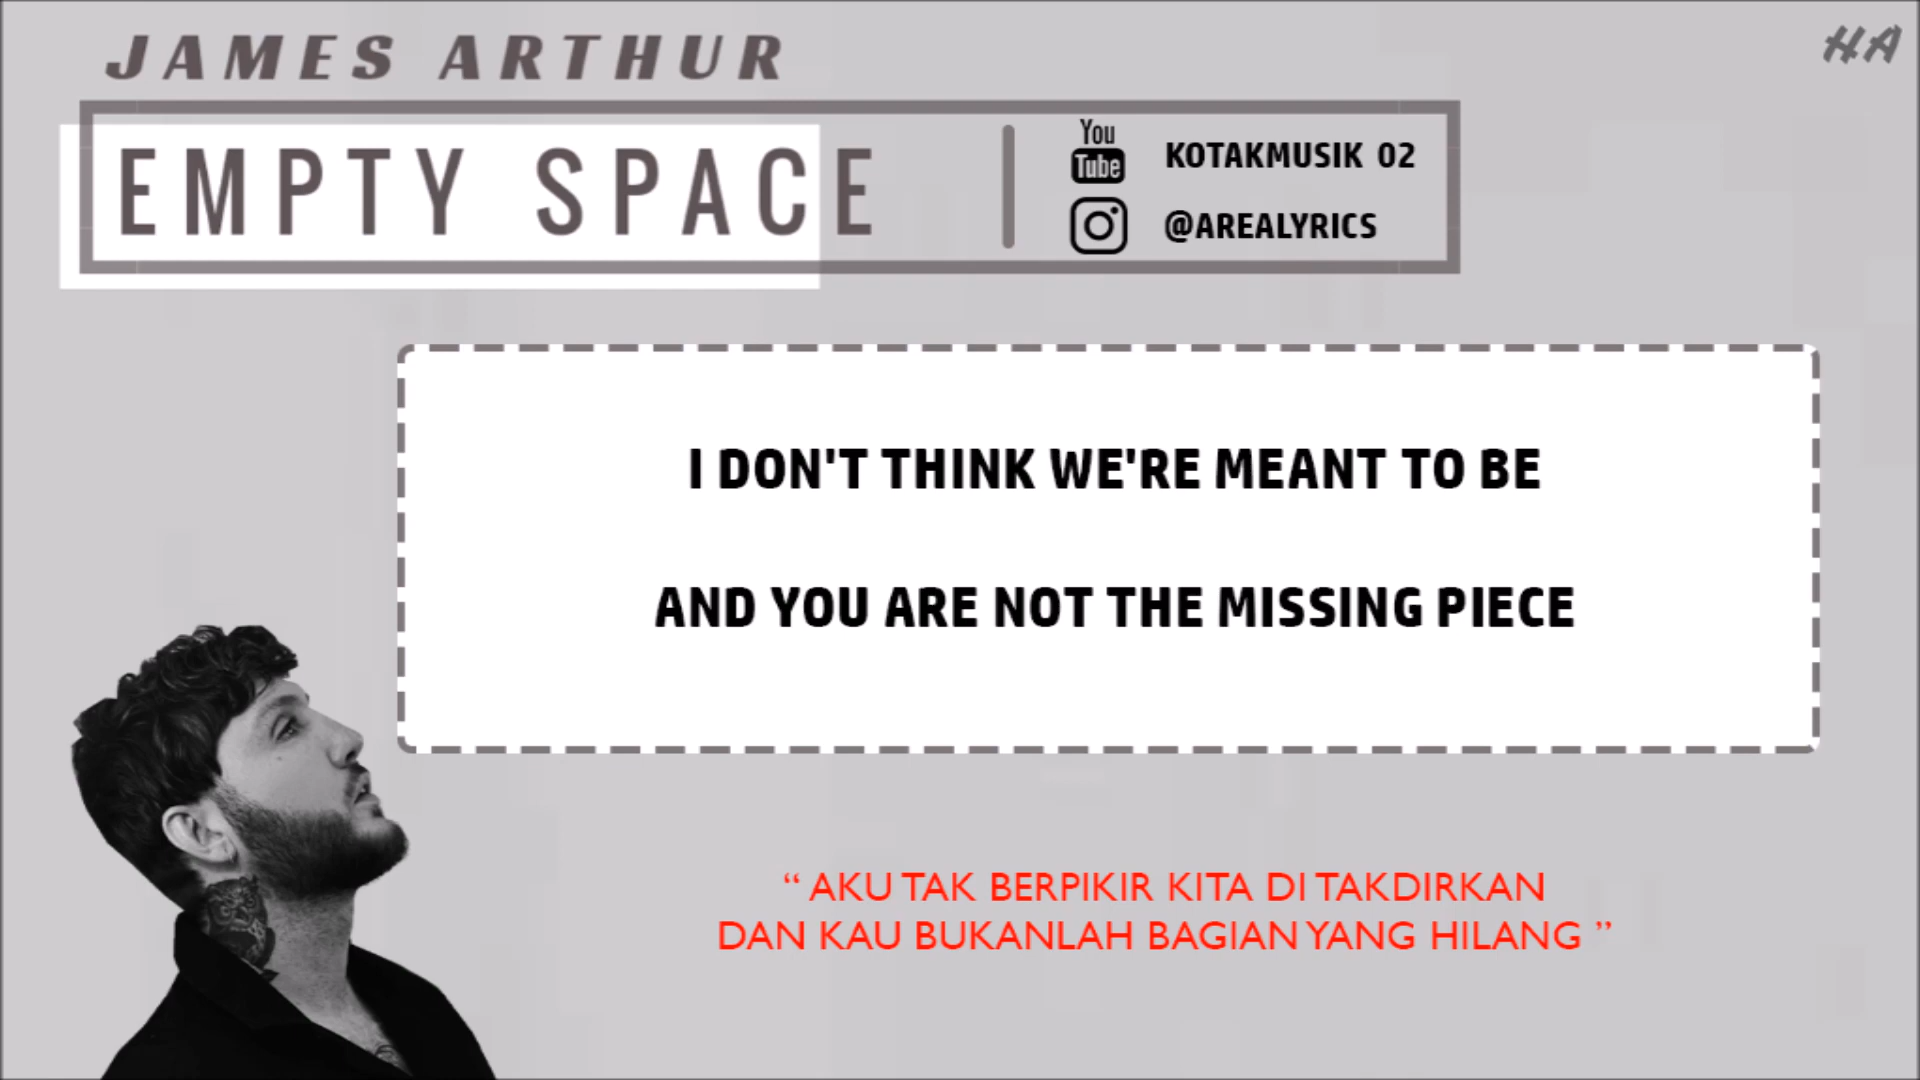 JAMES ARTHUR
HA
EMPTY SPACE
You
Tube
KOTAKMUSIK 02
@AREALYRICS
I DON'T THINK WE'RE MEANT TO BE
AND YOU ARE NOT THE MISSING PIECE
“ AKU TAK BERPIKIR KITA DI TAKDIRKAN
DAN KAU BUKANLAH BAGIAN YANG HILANG ”